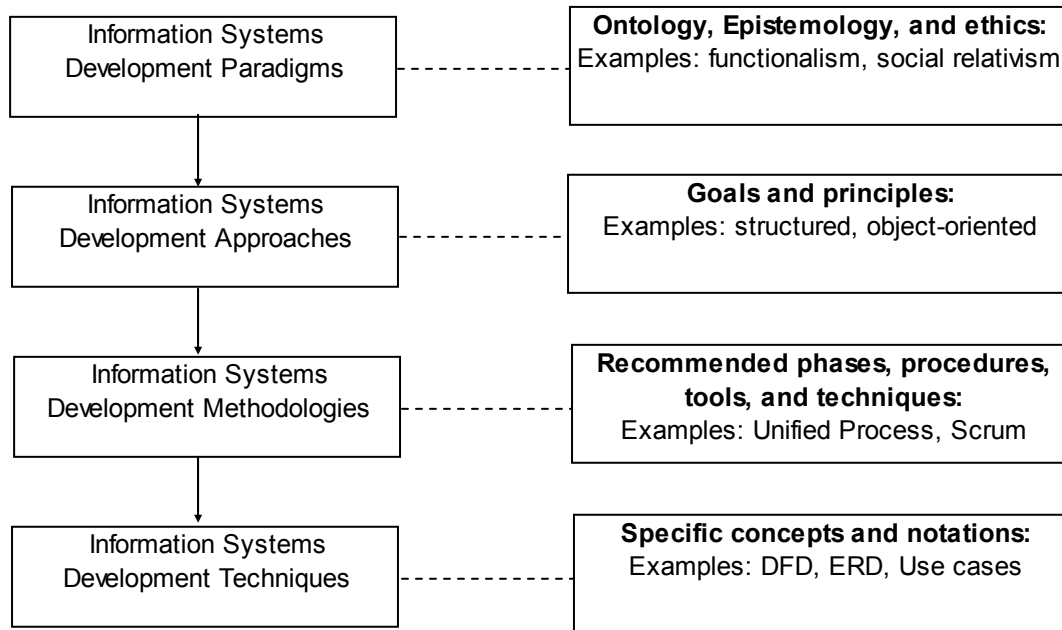 Information Systems
Development Paradigms
Ontology, Epistemology, and ethics:
Examples: functionalism, social relativism
Information Systems
Development Approaches
Goals and principles:
Examples: structured, object-oriented
Information Systems
Development Methodologies
Recommended phases, procedures,
tools, and techniques:
Examples: Unified Process, Scrum
Information Systems
Development Techniques
Specific concepts and notations:
Examples: DFD, ERD, Use cases